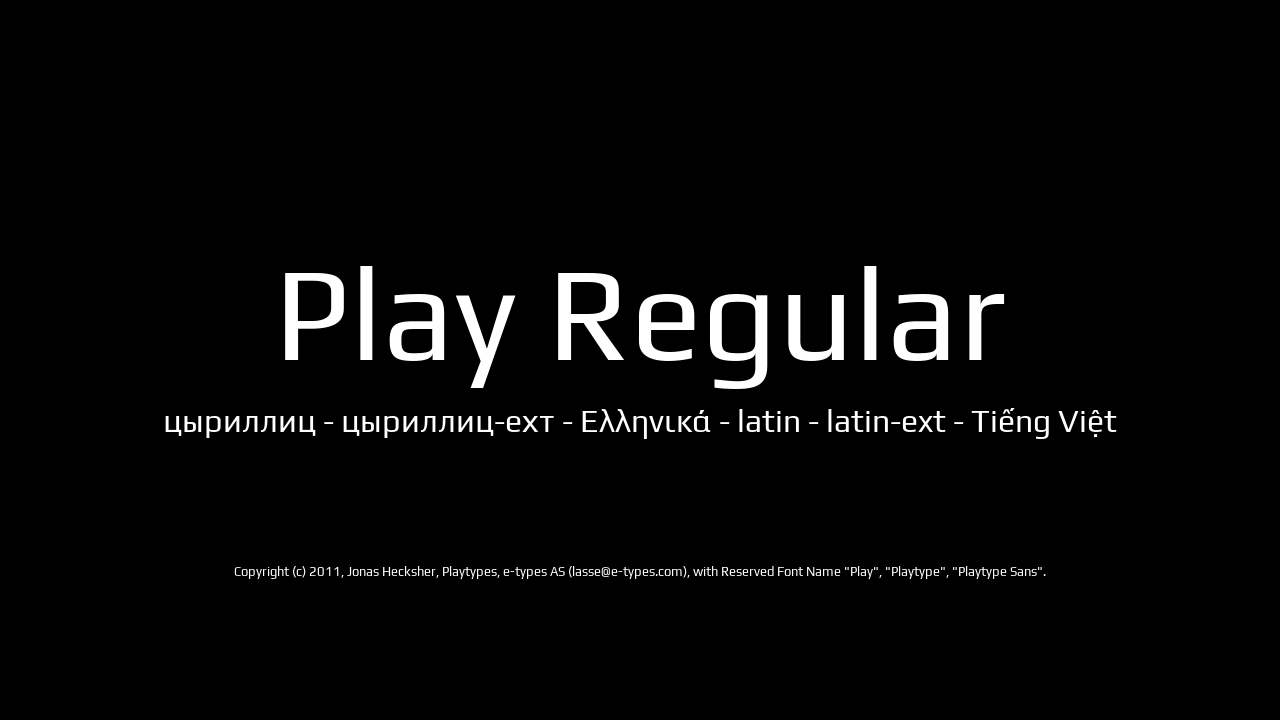 Play Regular
цыриллиц - цыриллиц-ехт - Ελληνικά - latin - latin-ext - Tiếng Việt
Copyright (c) 2011, Jonas Hecksher, Playtypes, e-types AS (lasse@e-types.com), with Reserved Font Name "Play", "Playtype", "Playtype Sans".